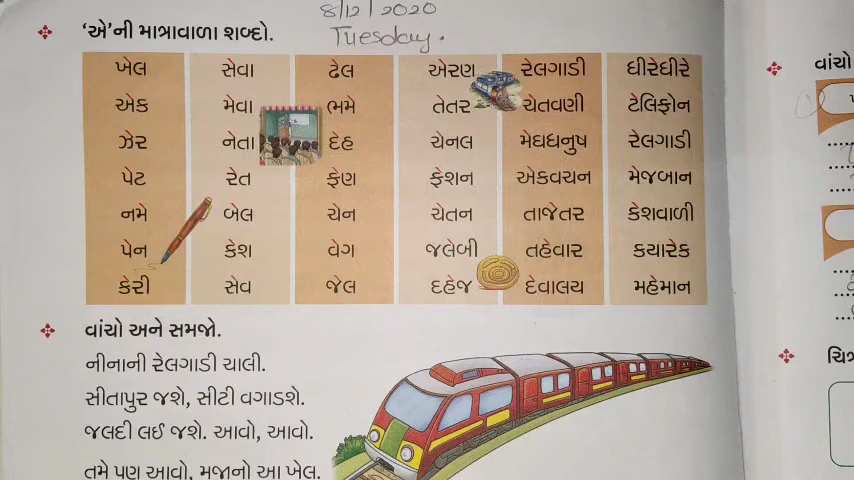 8/12/2020
Tuesday.
'એ'ની માત્રાવાળા શબ્દો.
ખેલ સેવા ઢેલ એરણ રેલગાડી ધીરેધીરે
એક મેવા ભમે તેતર ચેતવણી ટેલિફોન
ઝેર નેતા દેહ ચેનલ મેઘધનુષ રેલગાડી
પેટ રેત ફેણ ફેશન એકવચન મેજબાન
નમે બેલ ચેન ચેતન તાજેતર કેશવાળી
પેન કેશ વેગ જલેબી તહેવાર કયારેક
કેરી સેવ જેલ દહેજ દેવાલય મહેમાન
વાંચો અને સમજો.
નીનાની રેલગાડી ચાલી.
સીતાપુર જશે, સીટી વગાડશે.
જલદી લઈ જશે. આવો, આવો.
તમે પણ આવો, મજાનો આ ખેલ.
વાંચો
ચિત્ર